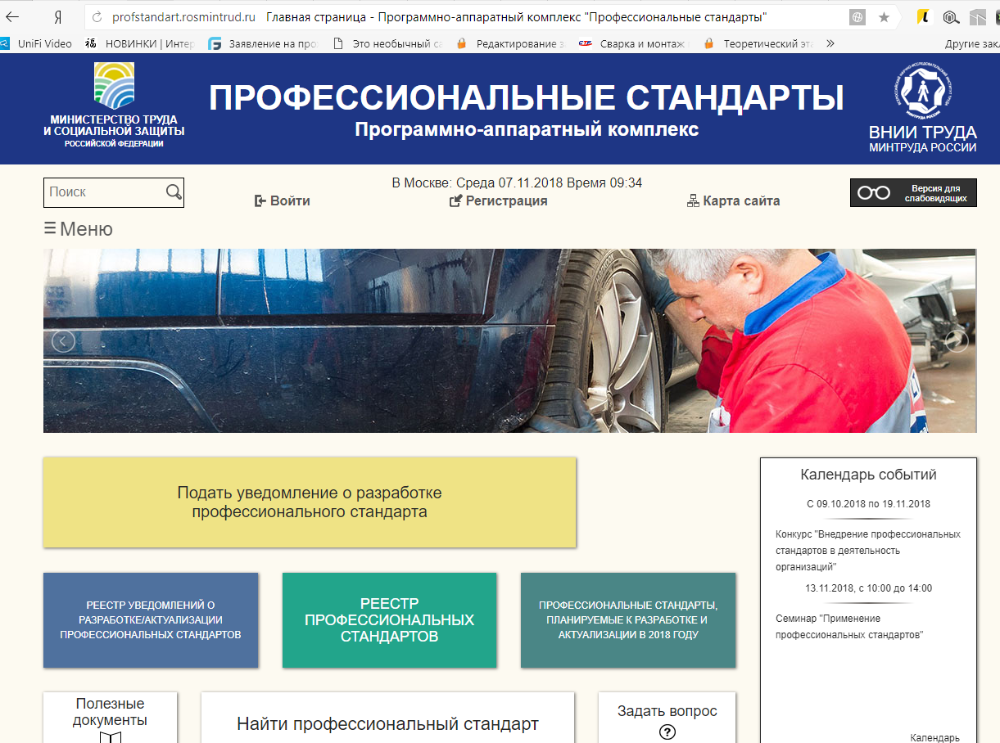 profstandart.rosmintrud.ru Главная страница - Программно-аппаратный комплекс "Профессиональные стандарты"
UniFi Video НОВИНКИ | Интер Заявление на про Это необычный са Редактирование з СТБ Сварка и монтаж Теоретический эта » Другие закл
МИНИСТЕРСТВО ТРУДА
И СОЦИАЛЬНОЙ ЗАЩИТЫ
РОССИЙСКОЙ ФЕДЕРАЦИИ
ПРОФЕССИОНАЛЬНЫЕ СТАНДАРТЫ
Программно-аппаратный комплекс
ВНИИ ТРУДА
МИНТРУДА РОССИИ
В Москве: Среда 07.11.2018 Время 09:34
Поиск
Войти
Регистрация
Карта сайта
Версия для
слабовидящих
Меню
Подать уведомление о разработке
профессионального стандарта
РЕЕСТР УВЕДОМЛЕНИЙ О
РАЗРАБОТКЕ/АКТУАЛИЗАЦИИ
ПРОФЕССИОНАЛЬНЫХ СТАНДАРТОВ
РЕЕСТР
ПРОФЕССИОНАЛЬНЫХ
СТАНДАРТОВ
ПРОФЕССИОНАЛЬНЫЕ СТАНДАРТЫ,
ПЛАНИРУЕМЫЕ К РАЗРАБОТКЕ И
АКТУАЛИЗАЦИИ В 2018 ГОДУ
Календарь событий
С 09.10.2018 по 19.11.2018
Конкурс "Внедрение профессиональных
стандартов в деятельность
организаций"
13.11.2018, с 10:00 до 14:00
Семинар "Применение
профессиональных стандартов"
Календарь
Полезные
документы
Найти профессиональный стандарт
Задать вопрос